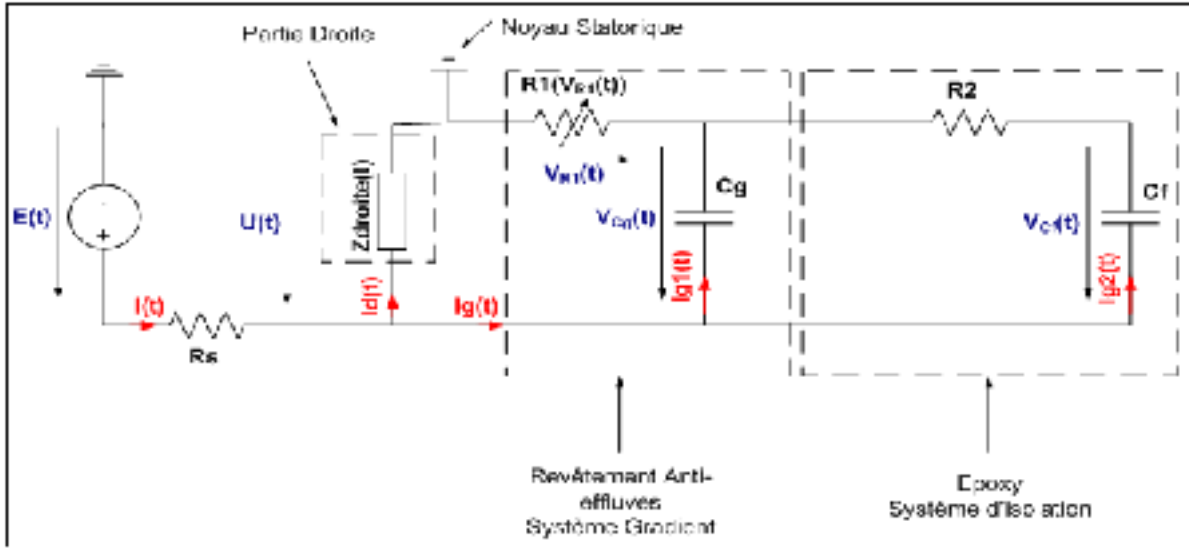 Partie Droite
Noyau Statorique
R1(VR1(t))
R2
E(t)
U(t)
Zdroite(t)
VR1(t)
VCg(t)
Cg
VCf(t)
Cf
I(t)
Rs
Id(t)
Ig(t)
Ig1(t)
Ig2(t)
Revêtement Anti-
effluves
Système Gradient
Epoxy
Système d'Isolation